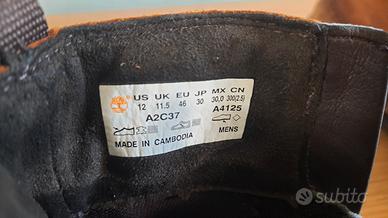 US UK EU JP MX CN
12 11.5 46 30 30.0 300(2.5)
A2C37 A4125
MENS
MADE IN CAMBODIA
subito